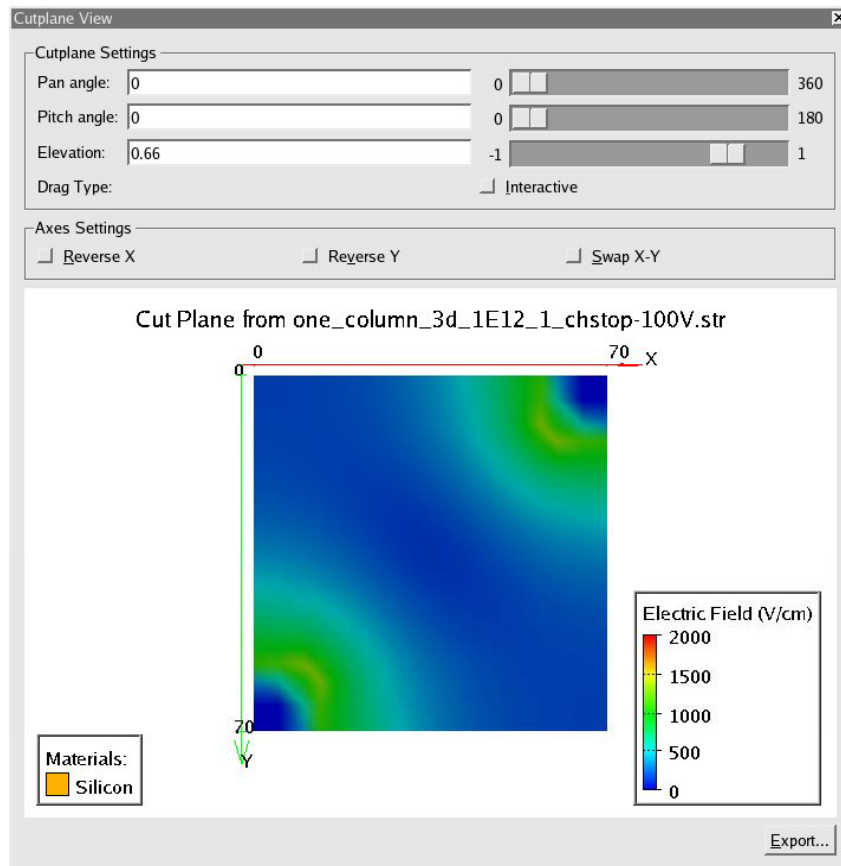 Cutplane View
Cutplane Settings
Pan angle: 0 0 360
Pitch angle: 0 0 180
Elevation: 0.66 -1 1
Drag Type: Interactive
Axes Settings
Reverse X Reverse Y Swap X-Y
Cut Plane from one_column_3d_1E12_1_chstop-100V.str
0 70 X
0
70
Y
Electric Field (V/cm)
2000
1500
1000
500
0
Materials:
Silicon
Export...